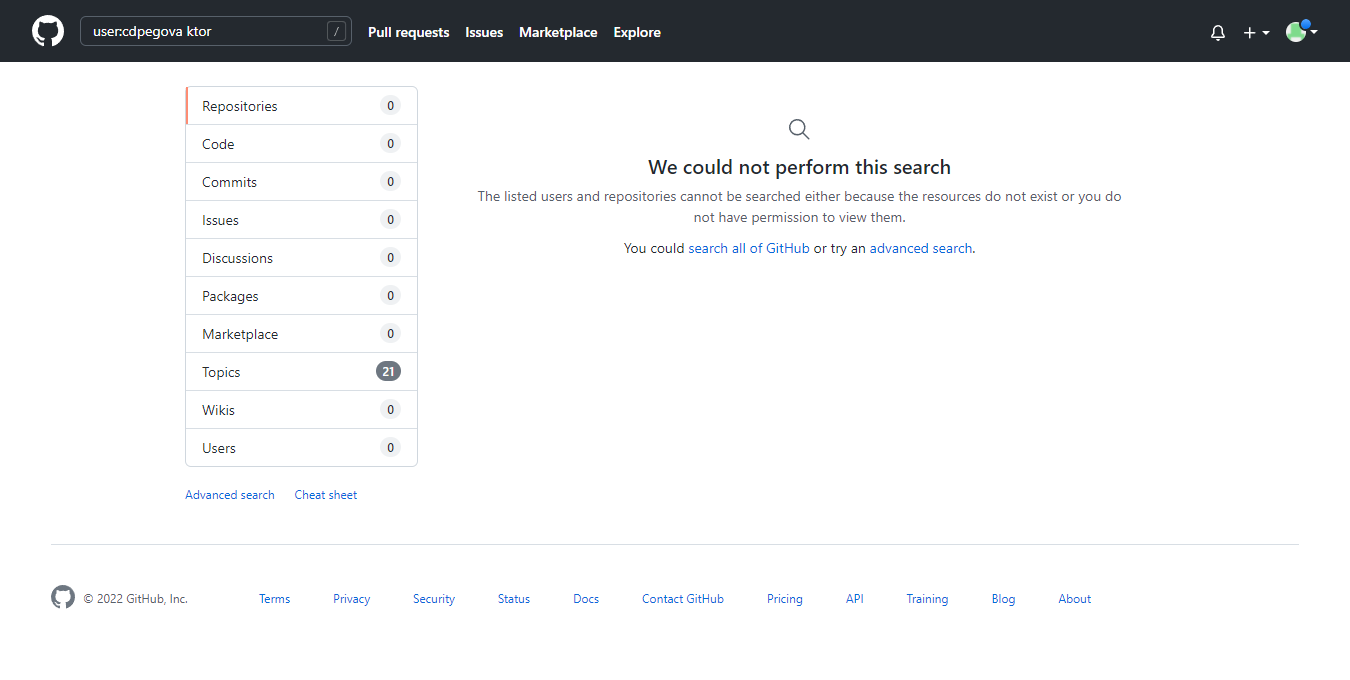 user:cdpegova ktor / Pull requests Issues Marketplace Explore
Repositories 0
Code 0
Commits 0
Issues 0
Discussions 0
Packages 0
Marketplace 0
Topics 21
Wikis 0
Users 0
Advanced search Cheat sheet
We could not perform this search
The listed users and repositories cannot be searched either because the resources do not exist or you do
not have permission to view them.
You could search all of GitHub or try an advanced search.
© 2022 GitHub, Inc. Terms Privacy Security Status Docs Contact GitHub Pricing API Training Blog About